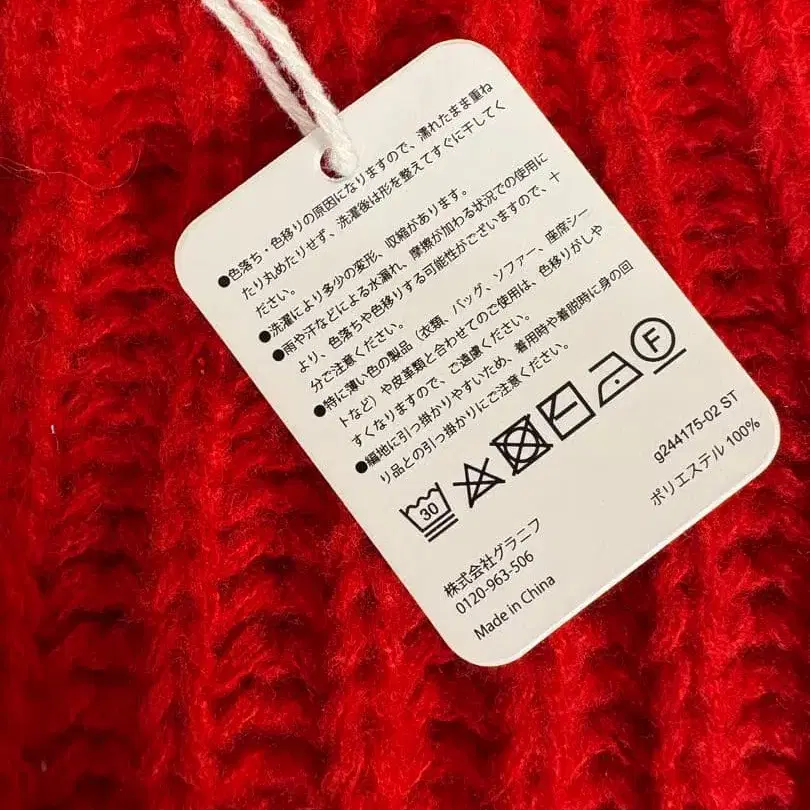 ●色落ち・色移りの原因になりますので、濡れたまま重ね
たり丸めたりせず、洗濯後は形を整えてすぐに干してく
ださい。
●洗濯により多少の変形、収縮があります。
●雨や汗などによる水漏れ、摩擦が加わる状況での使用に
より、色落ちや色移りする可能性がございますので、十
分ご注意ください。
●特に薄い色の製品（衣類、バッグ、ソファー、座席シー
トなど）や皮革類と合わせてのご使用は、色移りがしや
すくなりますので、ご遠慮ください。
●編地に引っ掛かりやすいため、着用時や着脱時に身の回
り品との引っ掛かりにご注意ください。
30 F
g244175-02 ST
ポリエステル 100%
株式会社グラニフ
0120-963-506
Made in China